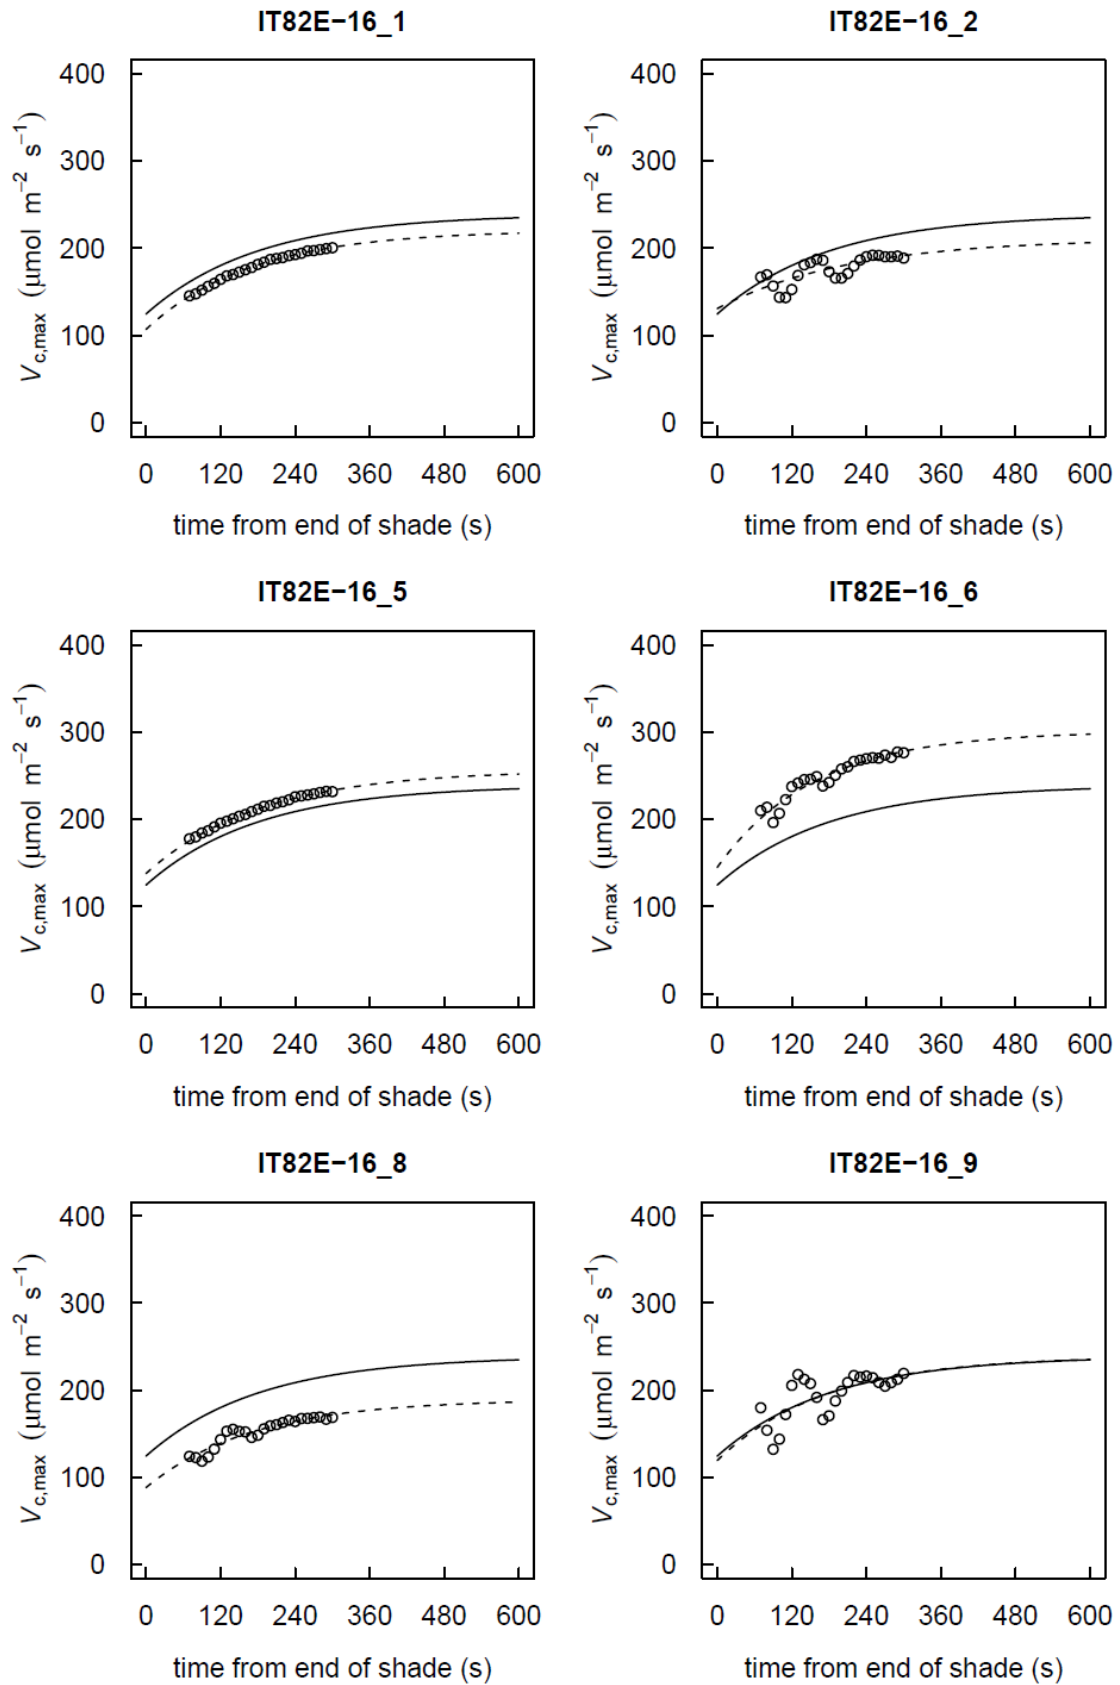 IT82E−16_1 IT82E−16_2
400 400
300 300
200 200
100 100
0 0
V c,max (μmol m−2 s−1) V c,max (μmol m−2 s−1)
0 120 240 360 480 600 0 120 240 360 480 600
time from end of shade (s) time from end of shade (s)
IT82E−16_5 IT82E−16_6
400 400
300 300
200 200
100 100
0 0
V c,max (μmol m−2 s−1) V c,max (μmol m−2 s−1)
0 120 240 360 480 600 0 120 240 360 480 600
time from end of shade (s) time from end of shade (s)
IT82E−16_8 IT82E−16_9
400 400
300 300
200 200
100 100
0 0
V c,max (μmol m−2 s−1) V c,max (μmol m−2 s−1)
0 120 240 360 480 600 0 120 240 360 480 600
time from end of shade (s) time from end of shade (s)